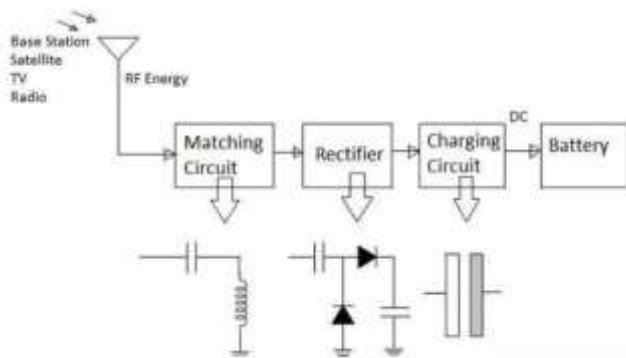 Base Station
Satellite
TV
Radio
RF Energy
Matching
Circuit
Rectifier
Charging
Circuit
DC
Battery